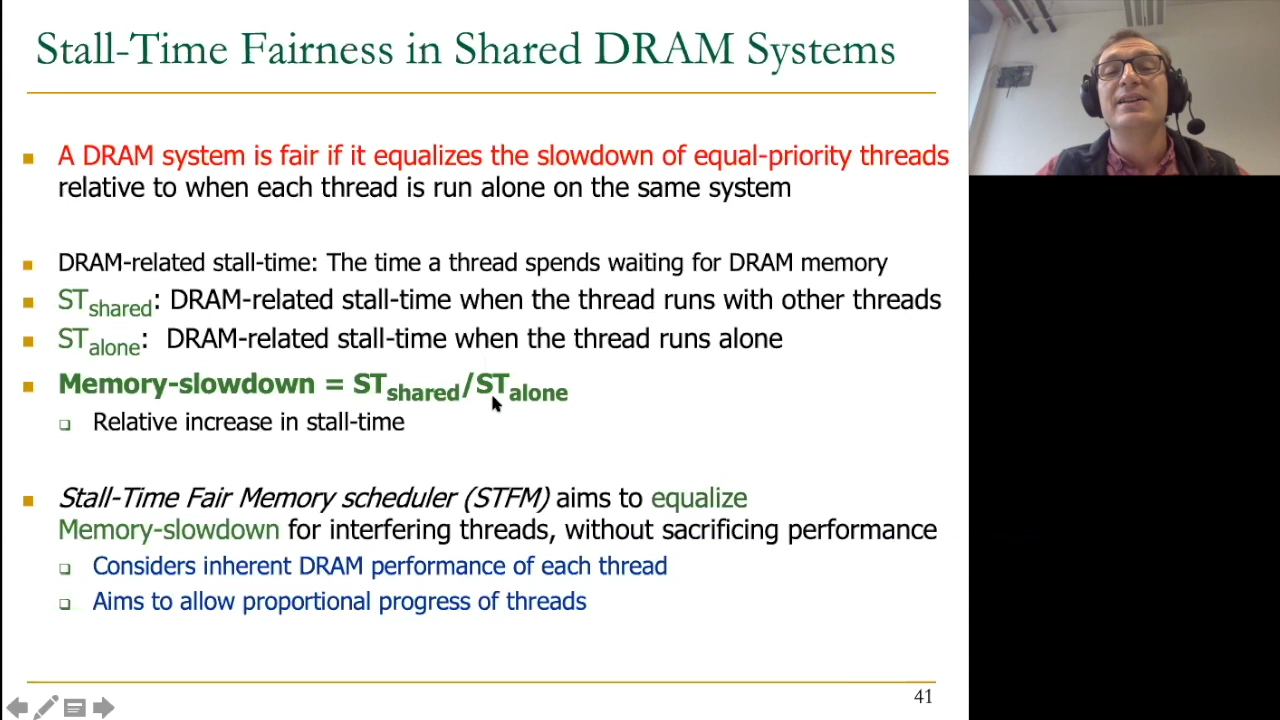 Stall-Time Fairness in Shared DRAM Systems
A DRAM system is fair if it equalizes the slowdown of equal-priority threads
relative to when each thread is run alone on the same system
DRAM-related stall-time: The time a thread spends waiting for DRAM memory
STshared: DRAM-related stall-time when the thread runs with other threads
STalone: DRAM-related stall-time when the thread runs alone
Memory-slowdown = STshared/STalone
Relative increase in stall-time
Stall-Time Fair Memory scheduler (STFM) aims to equalize
Memory-slowdown for interfering threads, without sacrificing performance
Considers inherent DRAM performance of each thread
Aims to allow proportional progress of threads
41